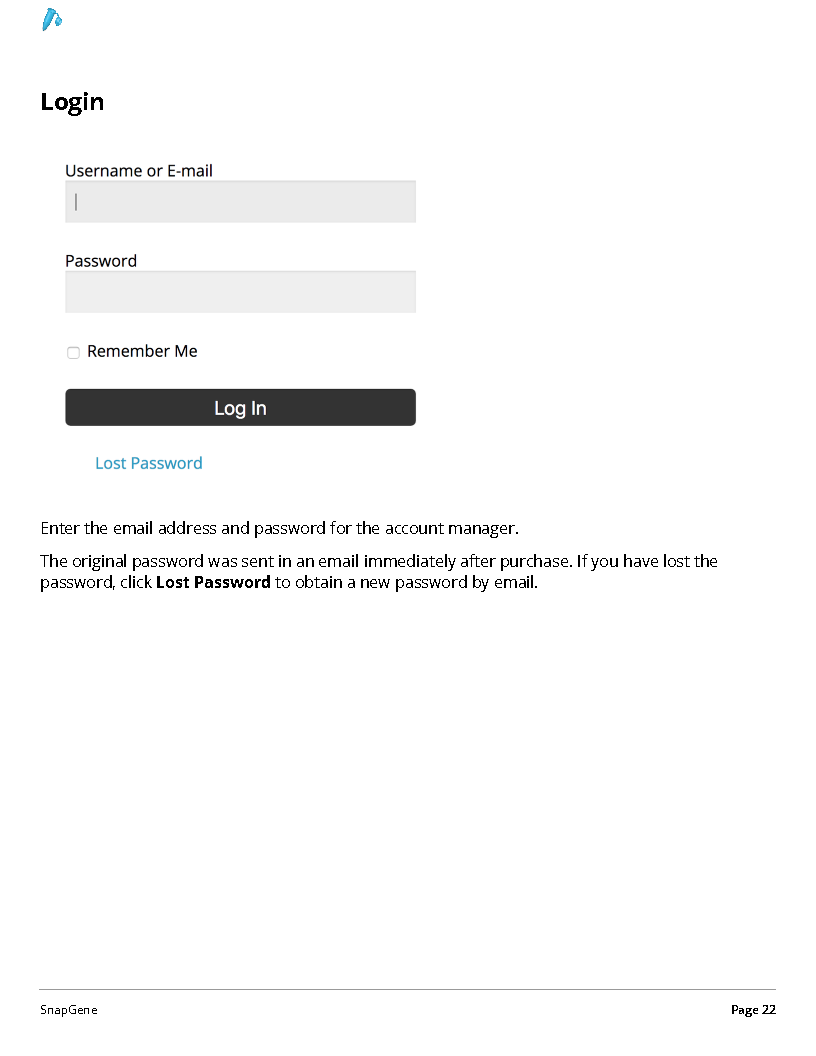 Login
Username or E-mail
Password
Remember Me
Log In
Lost Password
Enter the email address and password for the account manager.
The original password was sent in an email immediately after purchase. If you have lost the
password, click Lost Password to obtain a new password by email.
SnapGene
Page 22